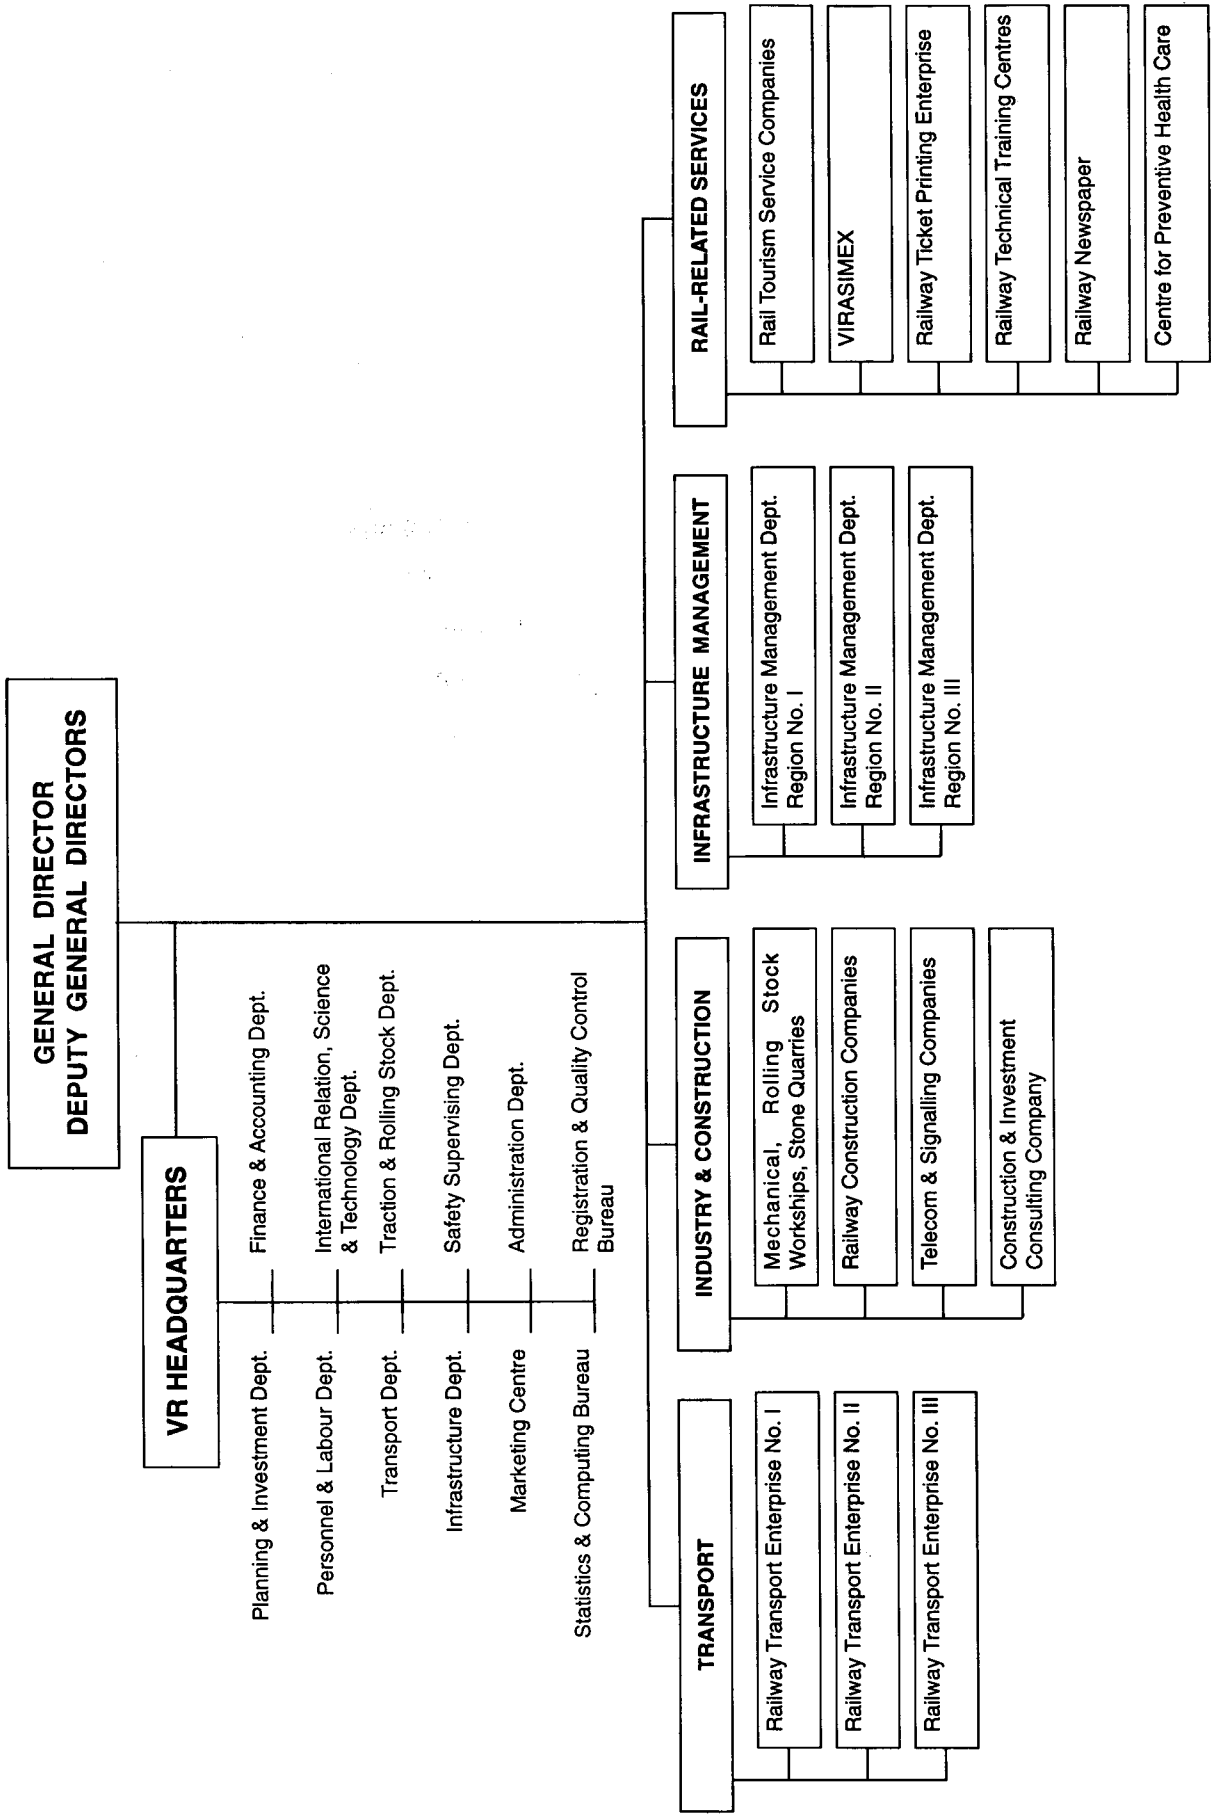 GENERAL DIRECTOR
DEPUTY GENERAL DIRECTORS
VR HEADQUARTERS
Planning & Investment Dept.
Finance & Accounting Dept.
Personnel & Labour Dept.
International Relation, Science
& Technology Dept.
Transport Dept.
Traction & Rolling Stock Dept.
Infrastructure Dept.
Safety Supervising Dept.
Marketing Centre
Administration Dept.
Statistics & Computing Bureau
Registration & Quality Control
Bureau
TRANSPORT
Railway Transport Enterprise No. I
Railway Transport Enterprise No. II
Railway Transport Enterprise No. III
INDUSTRY & CONSTRUCTION
Mechanical, Rolling Stock
Workships, Stone Quarries
Railway Construction Companies
Telecom & Signalling Companies
Construction & Investment
Consulting Company
INFRASTRUCTURE MANAGEMENT
Infrastructure Management Dept.
Region No. I
Infrastructure Management Dept.
Region No. II
Infrastructure Management Dept.
Region No. III
RAIL-RELATED SERVICES
Rail Tourism Service Companies
VIRASIMEX
Railway Ticket Printing Enterprise
Railway Technical Training Centres
Railway Newspaper
Centre for Preventive Health Care